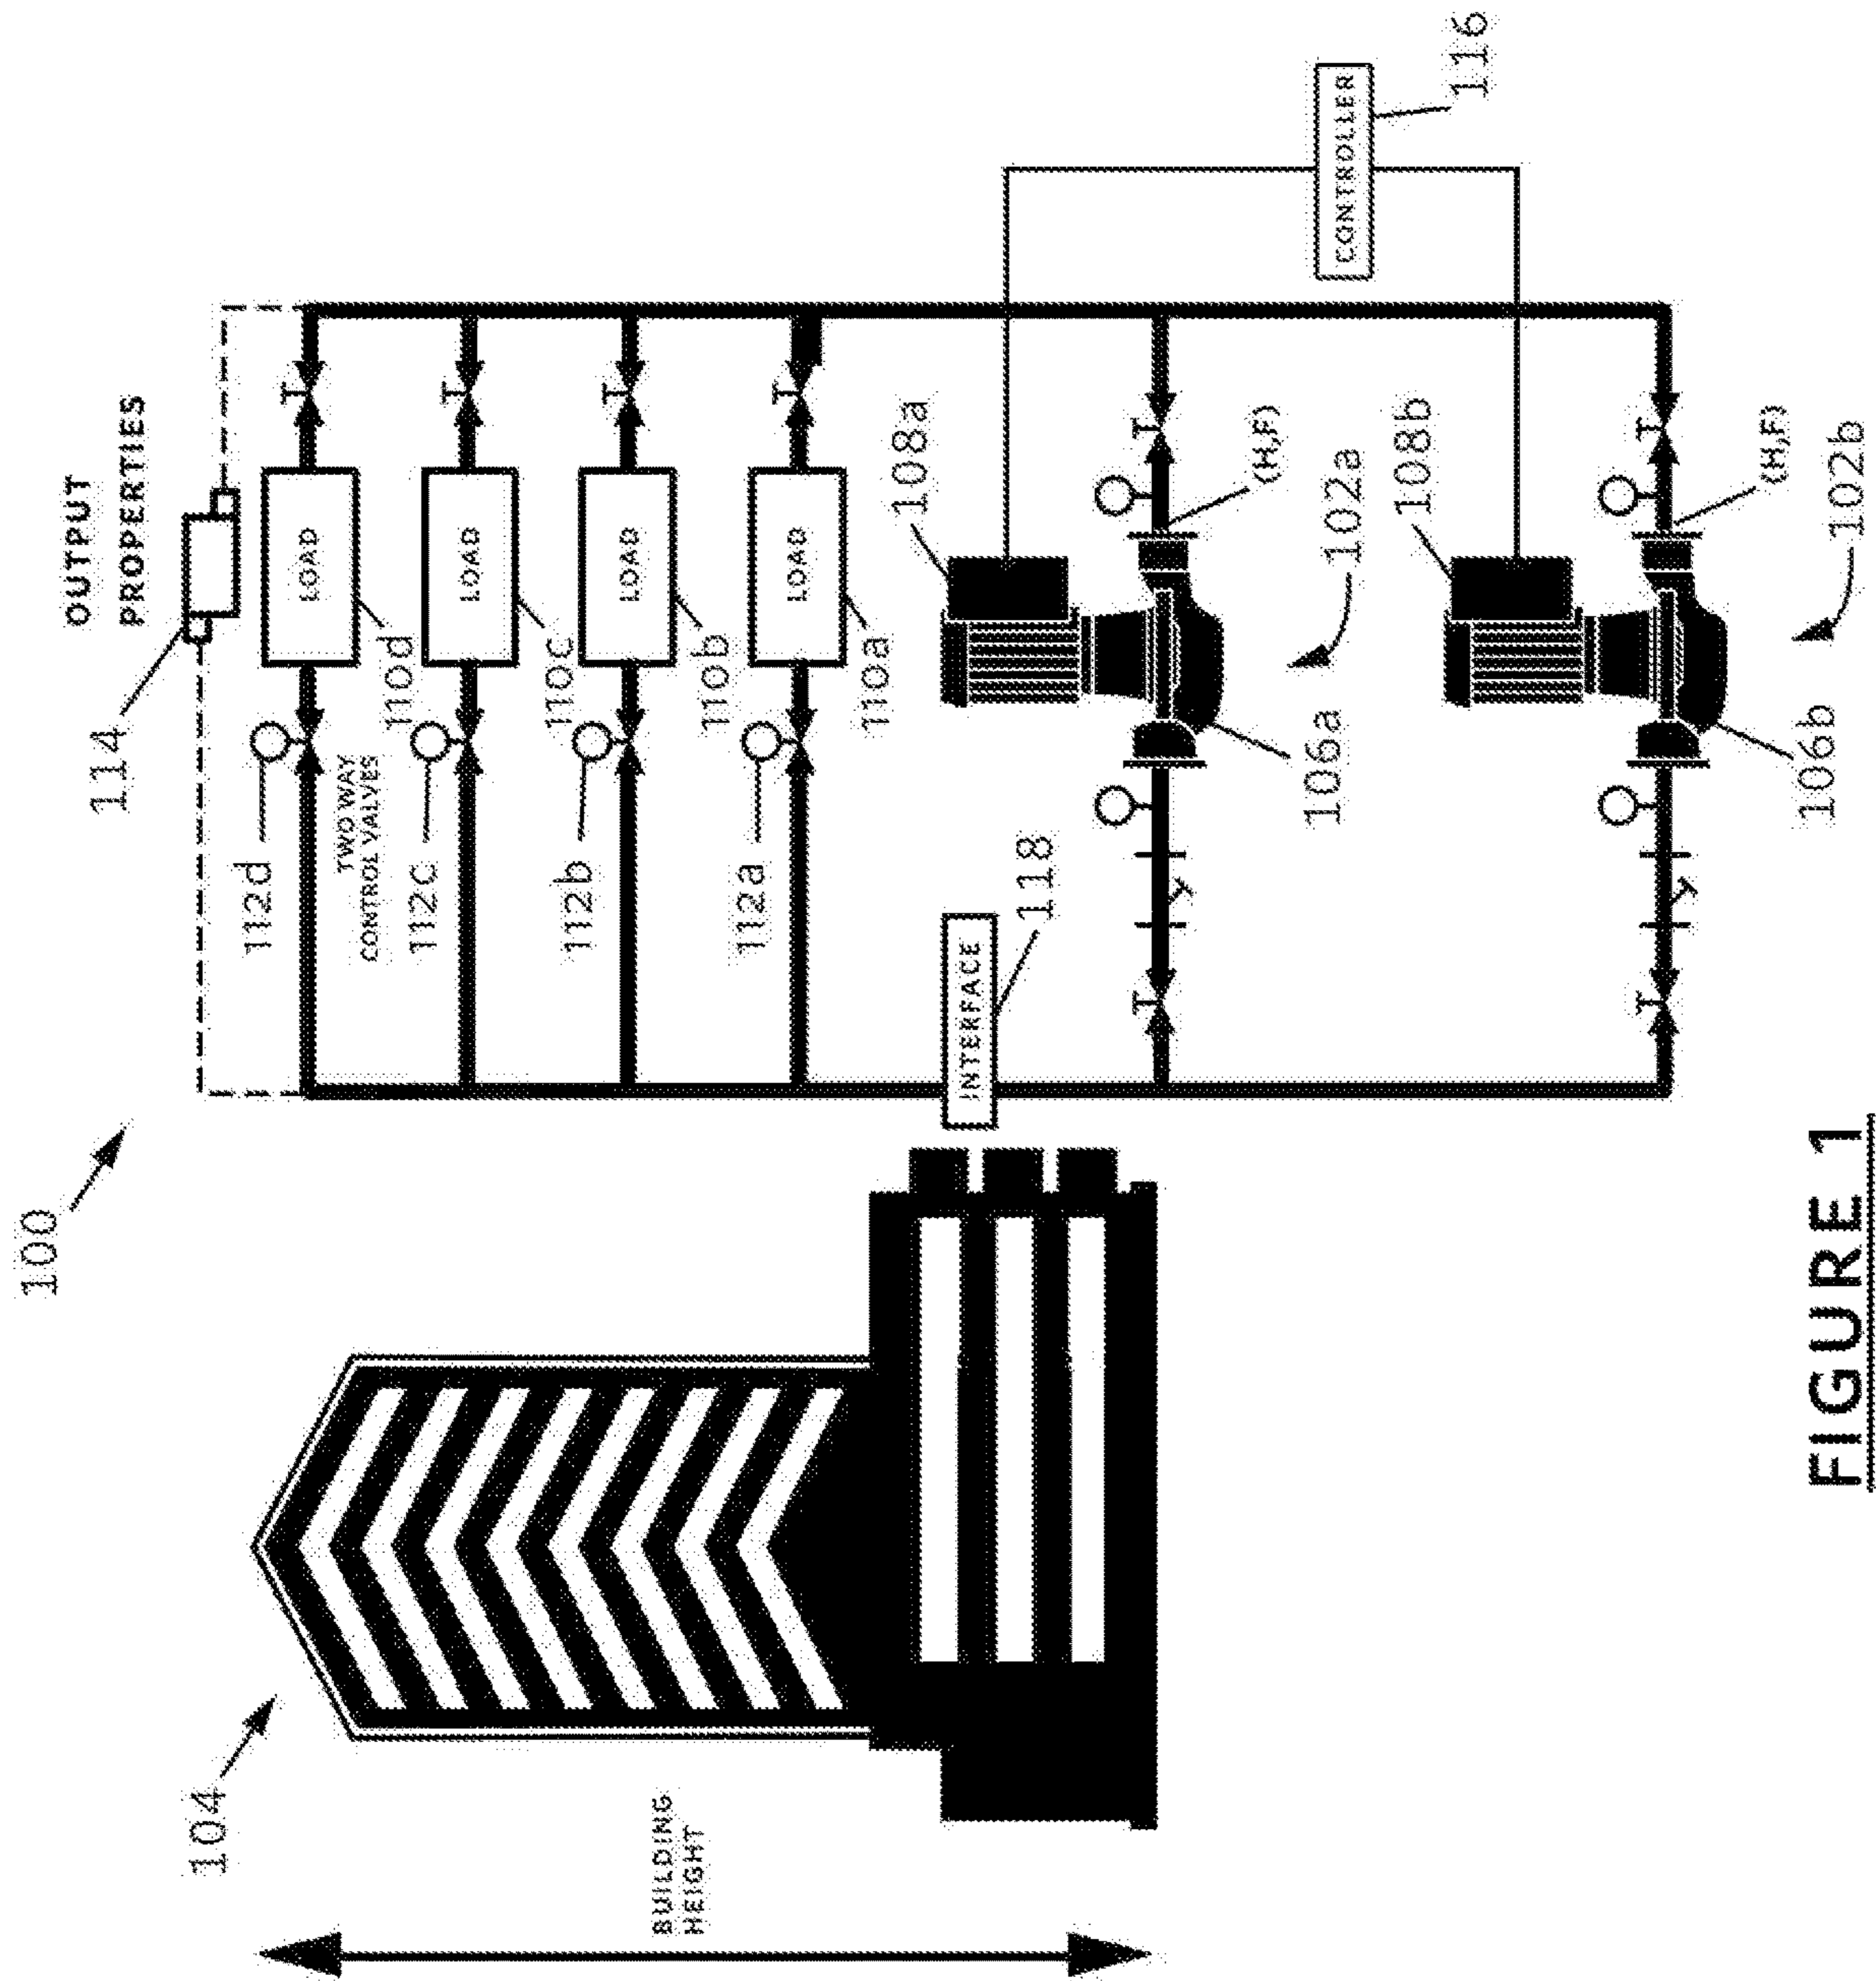 100
104
BUILDING
HEIGHT
OUTPUT
PROPERTIES
114
LOAD
110d
112d
TWO WAY
CONTROL VALVES
LOAD
110c
112c
LOAD
110b
112b
LOAD
110a
112a
INTERFACE
118
108a
(H,F)
102a
106a
CONTROLLER
116
108b
(H,F)
102b
106b
FIGURE 1